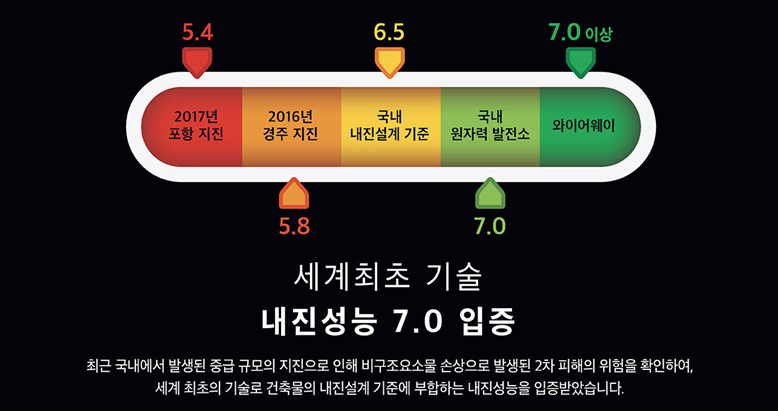 5.4
6.5
7.0 이상
2017년
포항 지진
2016년
경주 지진
국내
내진설계 기준
국내
원자력 발전소
와이어웨이
5.8
7.0
세계최초 기술
내진성능 7.0 입증
최근 국내에서 발생된 중급 규모의 지진으로 인해 비구조요소물 손상으로 발생된 2차 피해의 위험을 확인하여,
세계 최초의 기술로 건축물의 내진설계 기준에 부합하는 내진성능을 입증받았습니다.